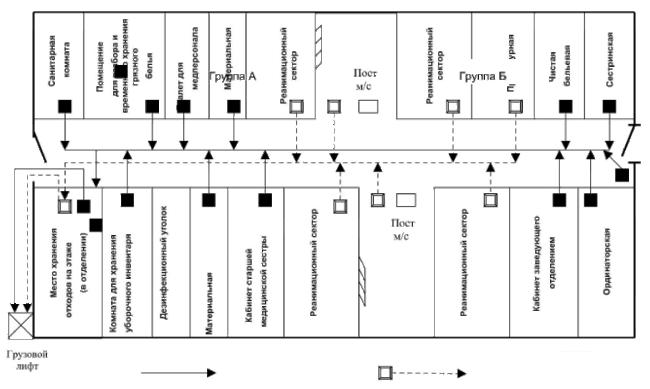 Санитарная
комната
Помещение
для разбора и
временного хранения
грязного
белья
Туалет для
медперсонала
Группа А
Материальная
Реанимационный
сектор
Пост
м/с
Реанимационный
сектор
Группа Б
Чистая
бельевая
Сестринская
Место хранения
отходов на этаже
(в отделении)
Комната для хранения
уборочного инвентаря
Дезинфекционный уголок
Материальная
Кабинет старшей
медицинской сестры
Реанимационный сектор
Пост
м/с
Реанимационный сектор
Кабинет заведующего
отделением
Ординаторская
Грузовой
лифт